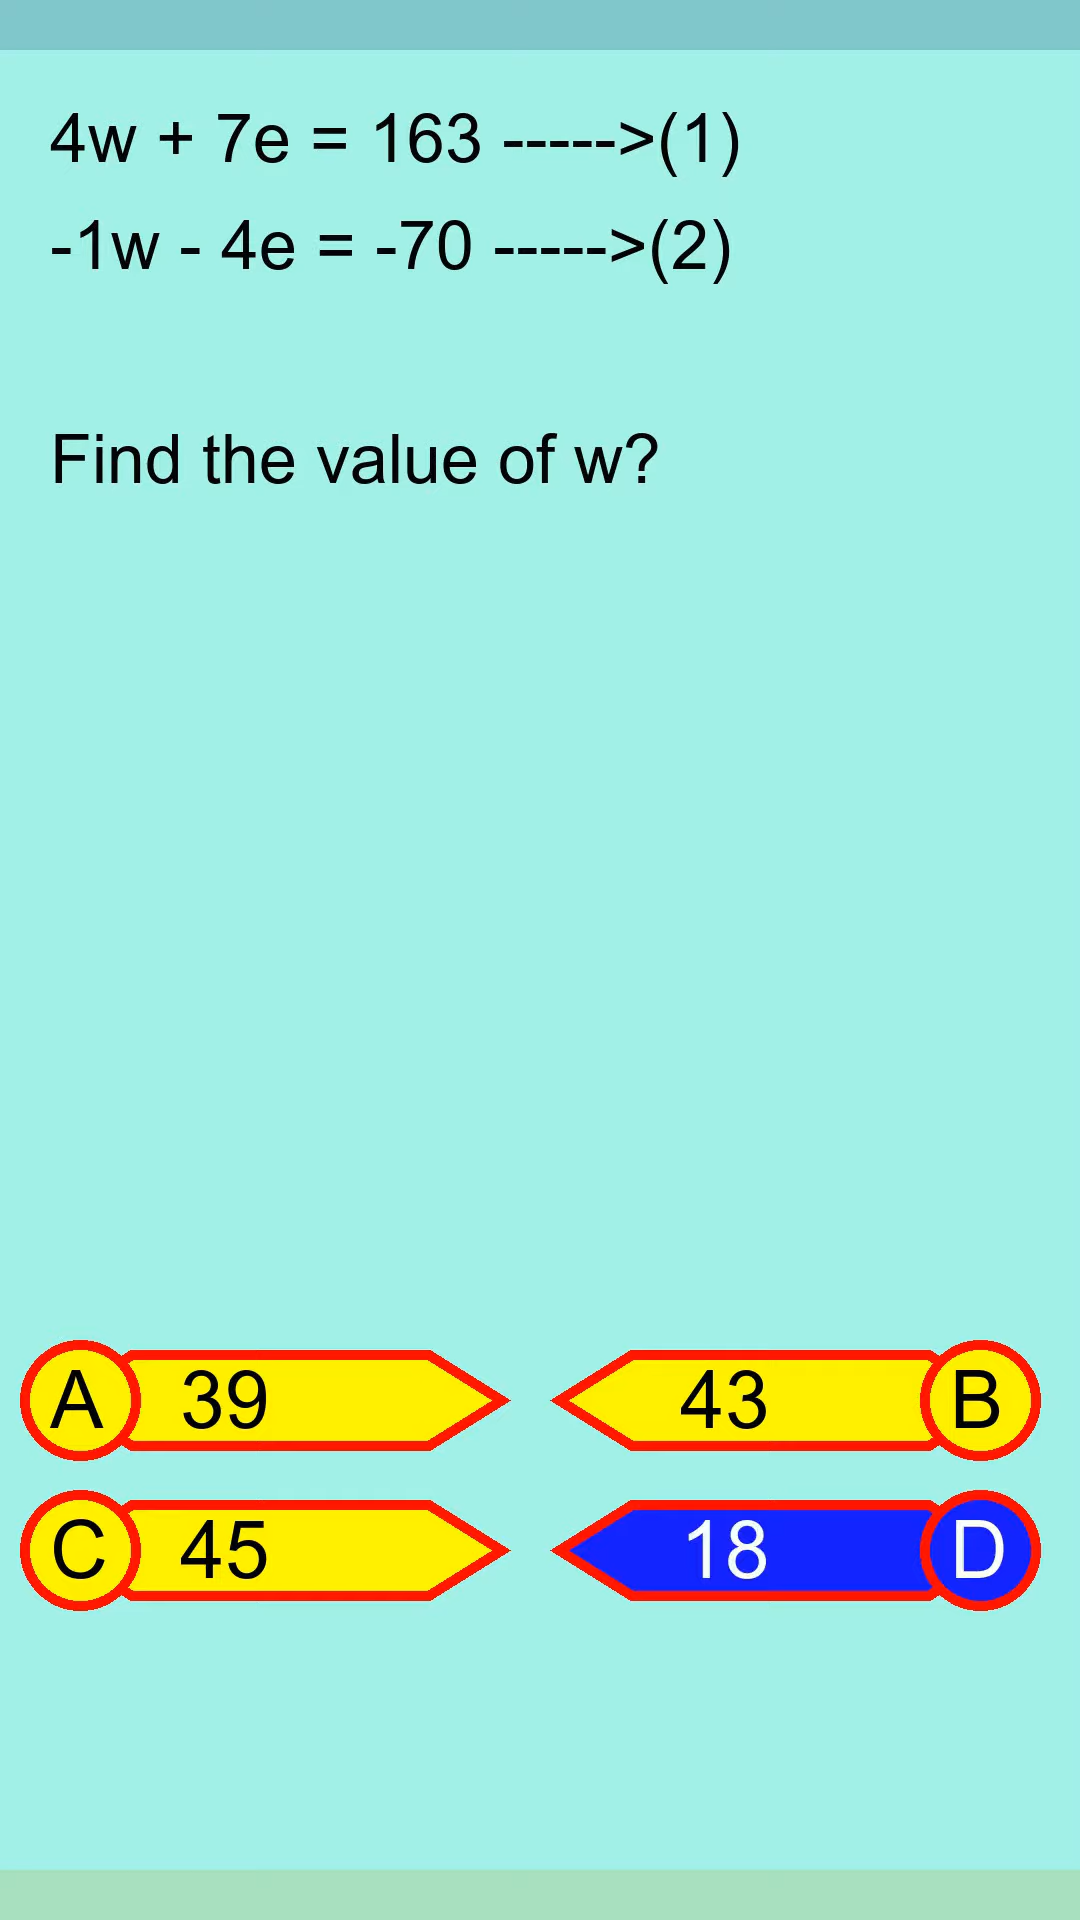 4w + 7e = 163 ----->(1)
-1w - 4e = -70 ----->(2)
Find the value of w?
A 39
43 B
C 45
18 D